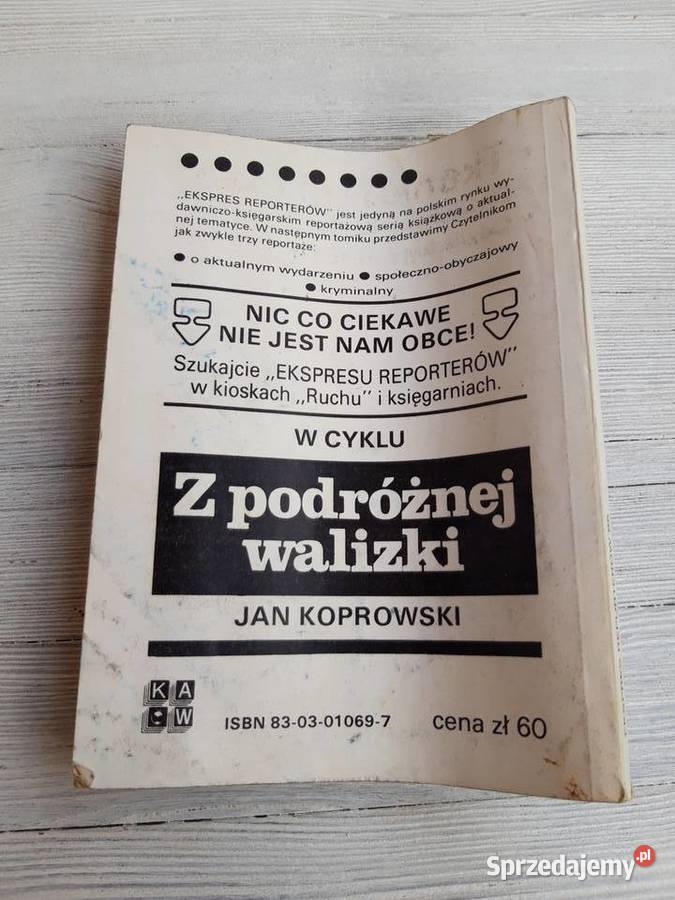 „EKSPRES REPORTERÓW" jest jedyną na polskim rynku wy-
dawniczo-księgarskim reportażową serią książkową o aktual-
nej tematyce. W następnym tomiku przedstawimy Czytelnikom
jak zwykle trzy reportaże:
● o aktualnym wydarzeniu ● społeczno-obyczajowy
● kryminalny
NIC CO CIEKAWE
NIE JEST NAM OBCE!
Szukajcie „EKSPRESU REPORTERÓW"
w kioskach „Ruchu" i księgarniach.
W CYKLU
Z podróżnej
walizki
JAN KOPROWSKI
KA
W
ISBN 83-03-01069-7
cena zł 60
Sprzedajemy.pl